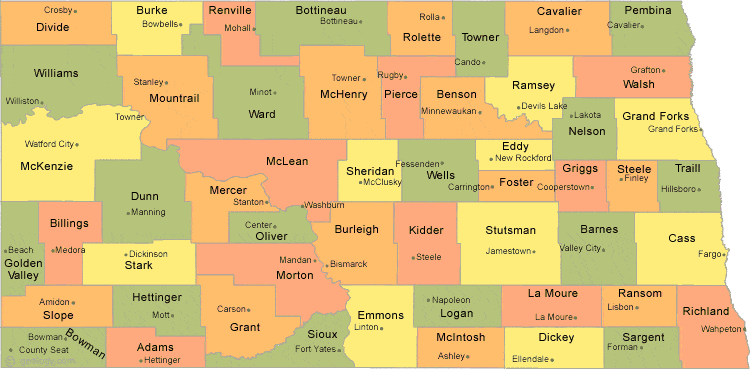 Crosby
Divide
Burke
Bowbells
Renville
Mohall
Bottineau
Bottineau
Rolla
Rolette
Towner
Cando
Cavalier
Langdon
Pembina
Cavalier
Williams
Williston
Stanley
Mountrail
Towner
Minot
Ward
Towner
McHenry
Rugby
Pierce
Benson
Minnewaukan
Ramsey
Devils Lake
Grafton
Walsh
Lakota
Nelson
Grand Forks
Grand Forks
Watford City
McKenzie
Dunn
Manning
McLean
Washburn
Mercer
Stanton
Center
Oliver
Sheridan
McClusky
Fessenden
Wells
Eddy
New Rockford
Carrington
Foster
Griggs
Cooperstown
Steele
Finley
Traill
Hillsboro
Beach
Golden
Valley
Billings
Medora
Dickinson
Stark
Mandan
Morton
Burleigh
Bismarck
Kidder
Steele
Stutsman
Jamestown
Barnes
Valley City
Cass
Fargo
Amidon
Slope
Hettinger
Mott
Carson
Grant
Sioux
Fort Yates
Emmons
Linton
Napoleon
Logan
La Moure
La Moure
Ransom
Lisbon
Richland
Wahpeton
Bowman
Bowman
County Seat
Adams
Hettinger
McIntosh
Ashley
Dickey
Ellendale
Sargent
Forman